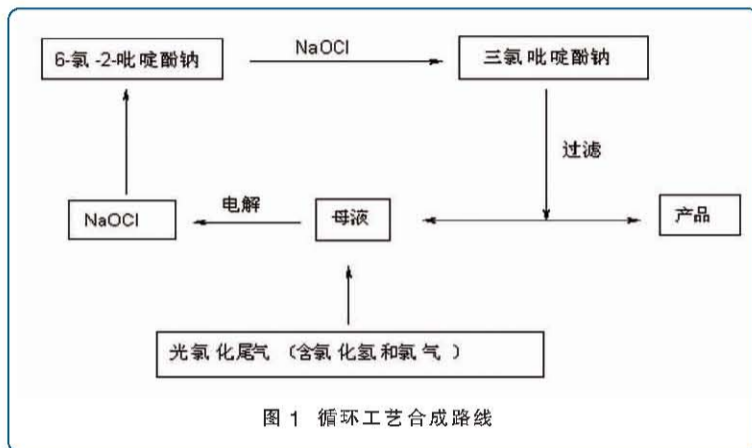 6-氯-2-吡啶酚钠
NaOCl
三氯吡啶酚钠
过滤
NaOCl
电解
母液
产品
光氯化尾气（含氯化氢和氯气）
图 1 循环工艺合成路线